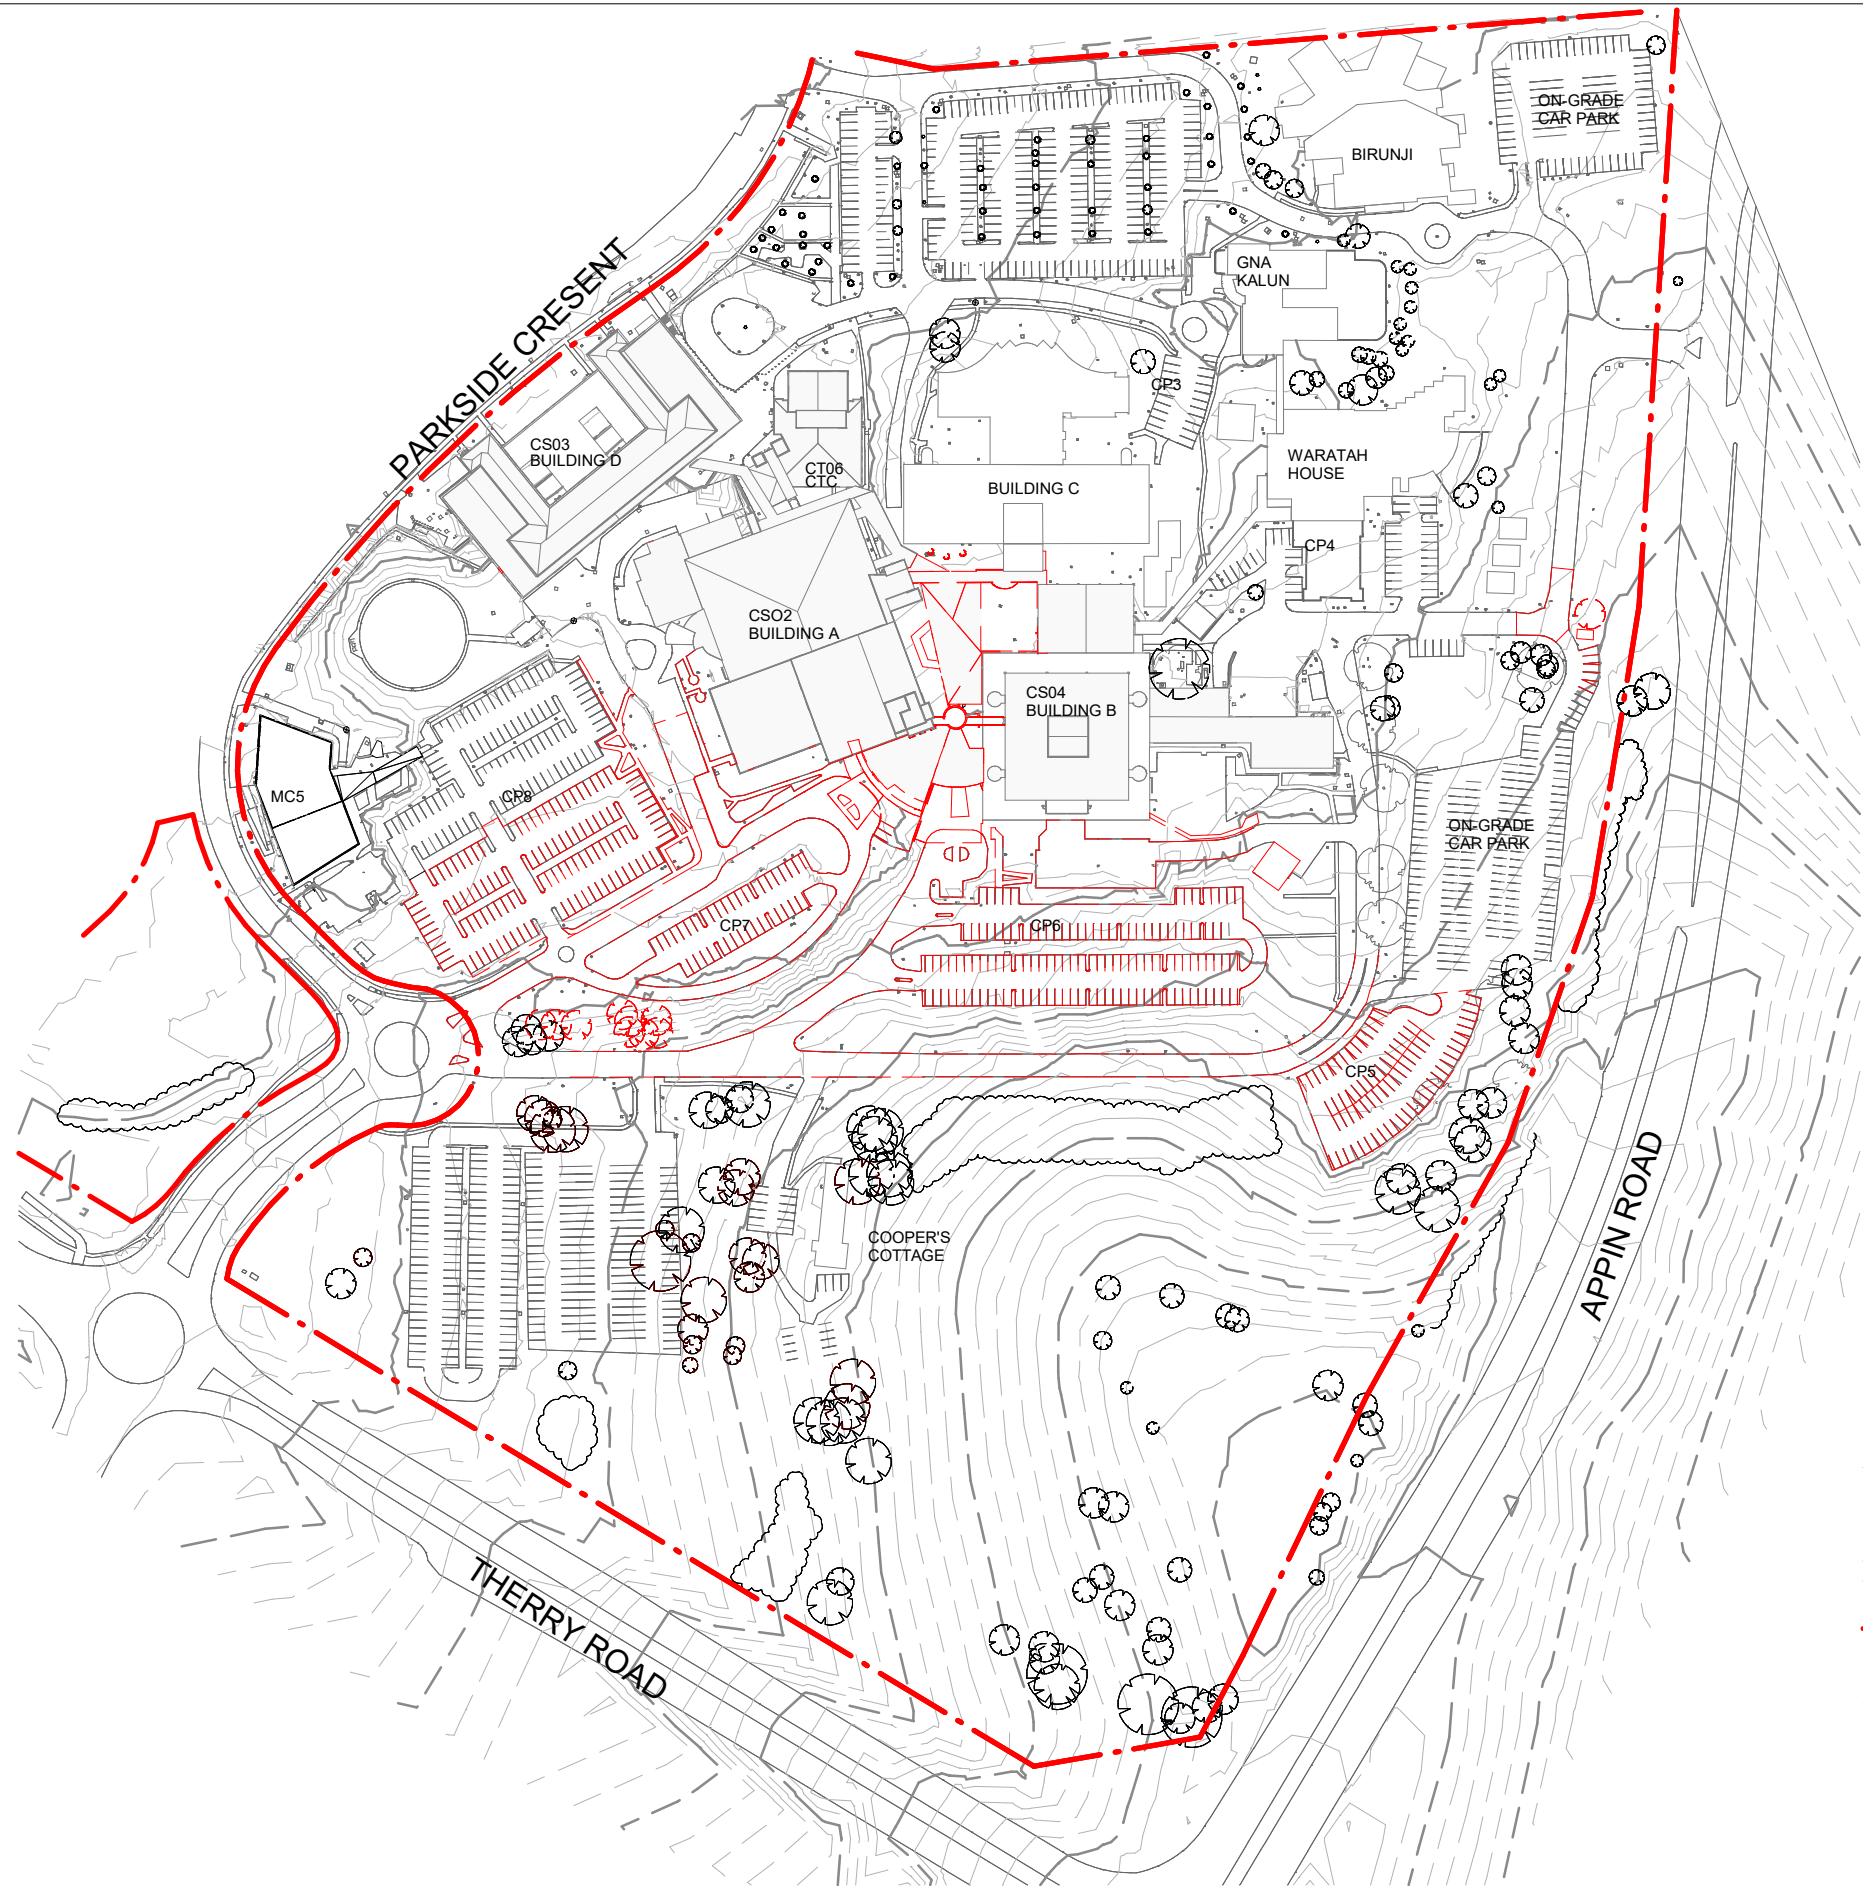 ON-GRADE
CAR PARK
BIRUNJI
PARKSIDE CRESENT
GNA
KALUN
CP3
CS03
BUILDING D
CT06
CTC
BUILDING C
WARATAH
HOUSE
CP4
CSO2
BUILDING A
CS04
BUILDING B
MC5
CP8
ON-GRADE
CAR PARK
CP7
CP6
CP5
COOPER'S
COTTAGE
APPIN ROAD
THERRY ROAD